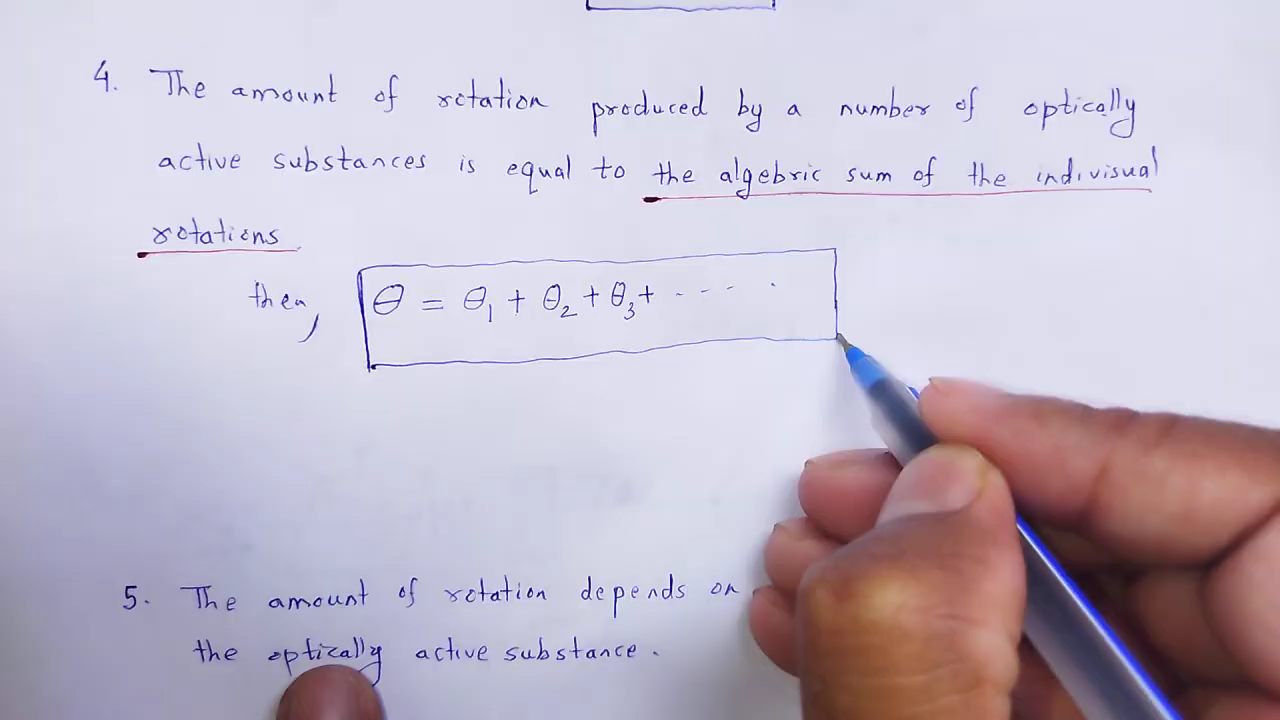 4. The amount of rotation produced by a number of optically
active substances is equal to the algebric sum of the indivisual
rotations
then, θ = θ₁ + θ₂ + θ₃ + - - - - .
5. The amount of rotation depends on
the optically active substance.